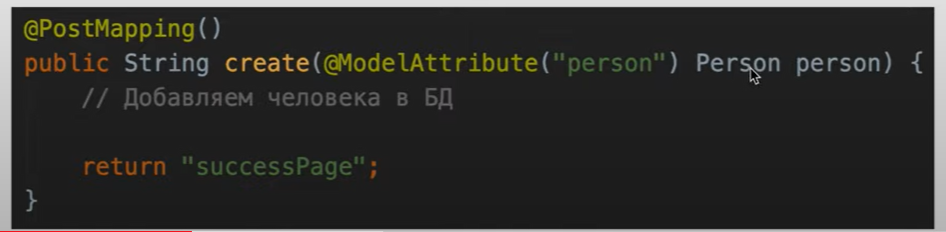 @PostMapping()
public String create(@ModelAttribute("person") Person person) {
// Добавляем человека в БД
return "successPage";
}